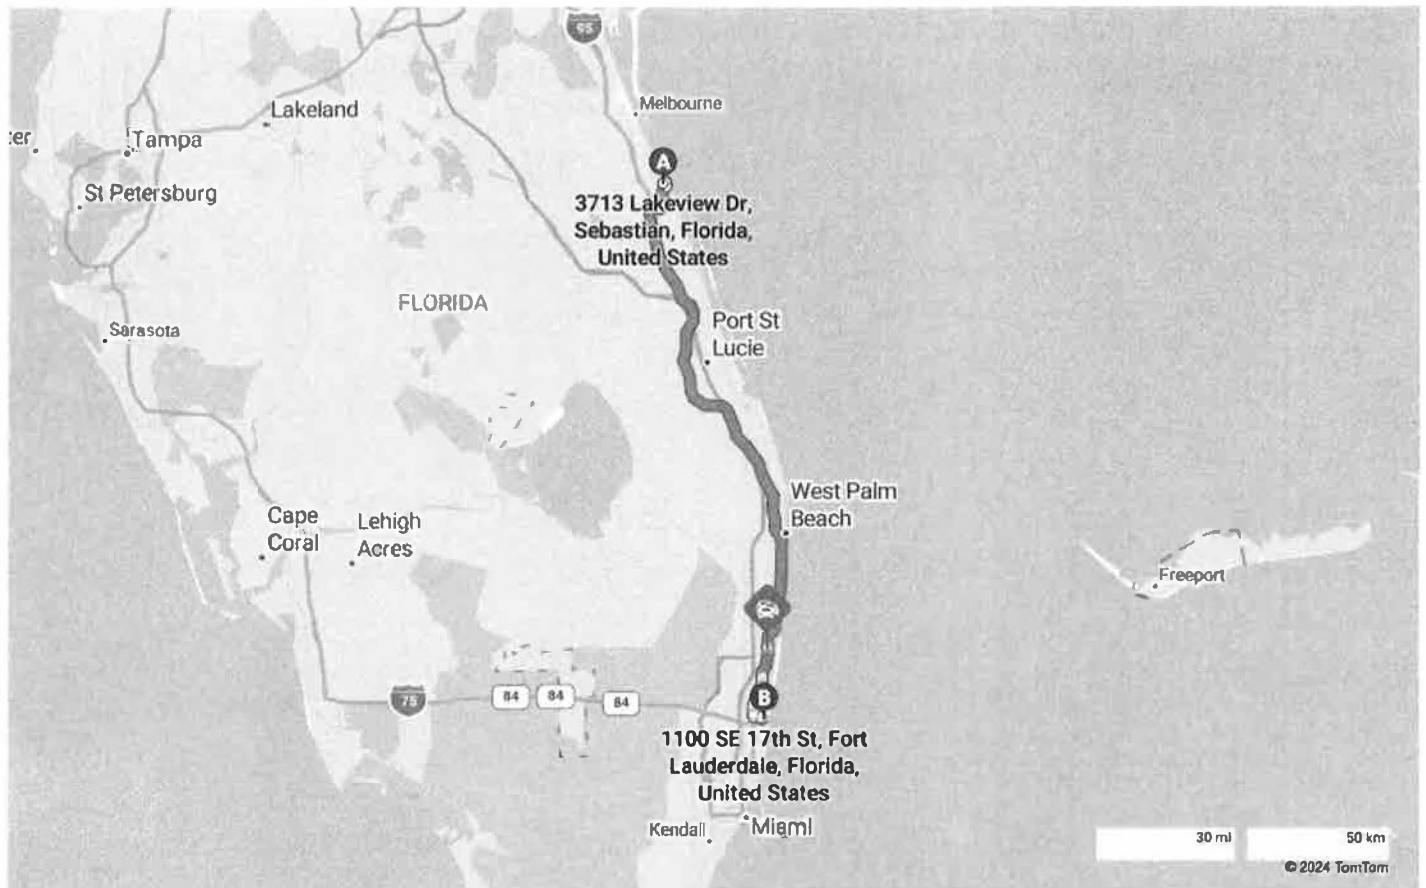 95
Melbourne
Lakeland
ter
Tampa
A
St Petersburg
3713 Lakeview Dr,
Sebastian, Florida,
United States
FLORIDA
Port St
Lucie
Sarasota
West Palm
Beach
Cape
Coral
Lehigh
Acres
Freeport
75
84
84
84
B
1100 SE 17th St, Fort
Lauderdale, Florida,
United States
Kendall
Miami
30 mi
50 km
© 2024 TomTom